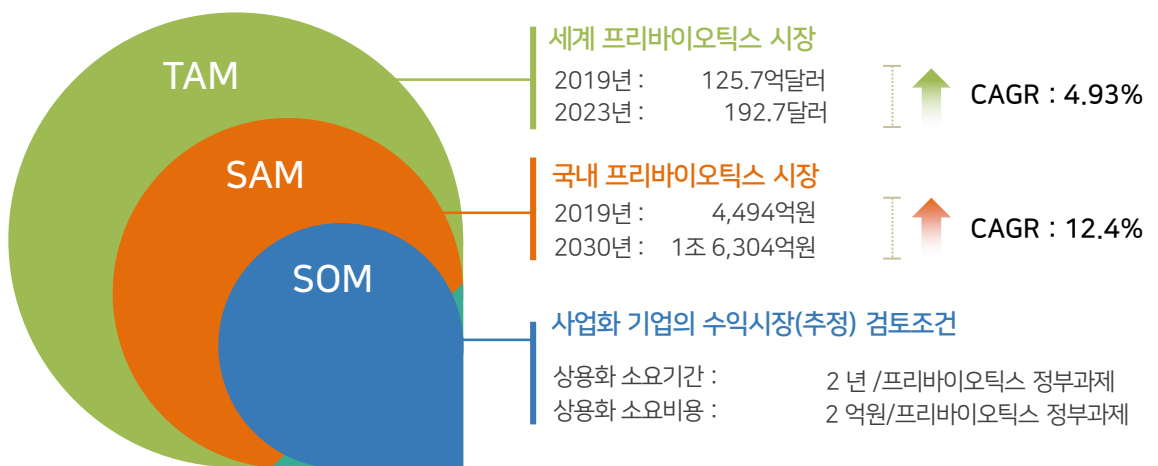 TAM
SAM
SOM
세계 프리바이오틱스 시장
2019년 : 125.7억달러
2023년 : 192.7달러
CAGR : 4.93%
국내 프리바이오틱스 시장
2019년 : 4,494억원
2030년 : 1조 6,304억원
CAGR : 12.4%
사업화 기업의 수익시장(추정) 검토조건
상용화 소요기간 : 2 년 /프리바이오틱스 정부과제
상용화 소요비용 : 2 억원/프리바이오틱스 정부과제